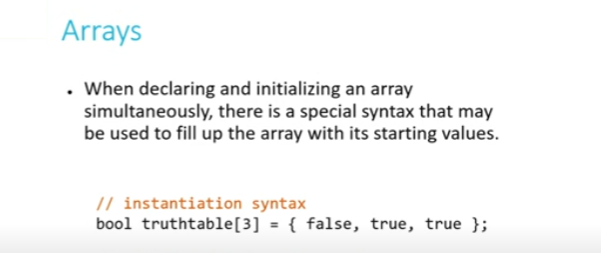 Arrays
• When declaring and initializing an array
simultaneously, there is a special syntax that may
be used to fill up the array with its starting values.
// instantiation syntax
bool truthtable[3] = { false, true, true };